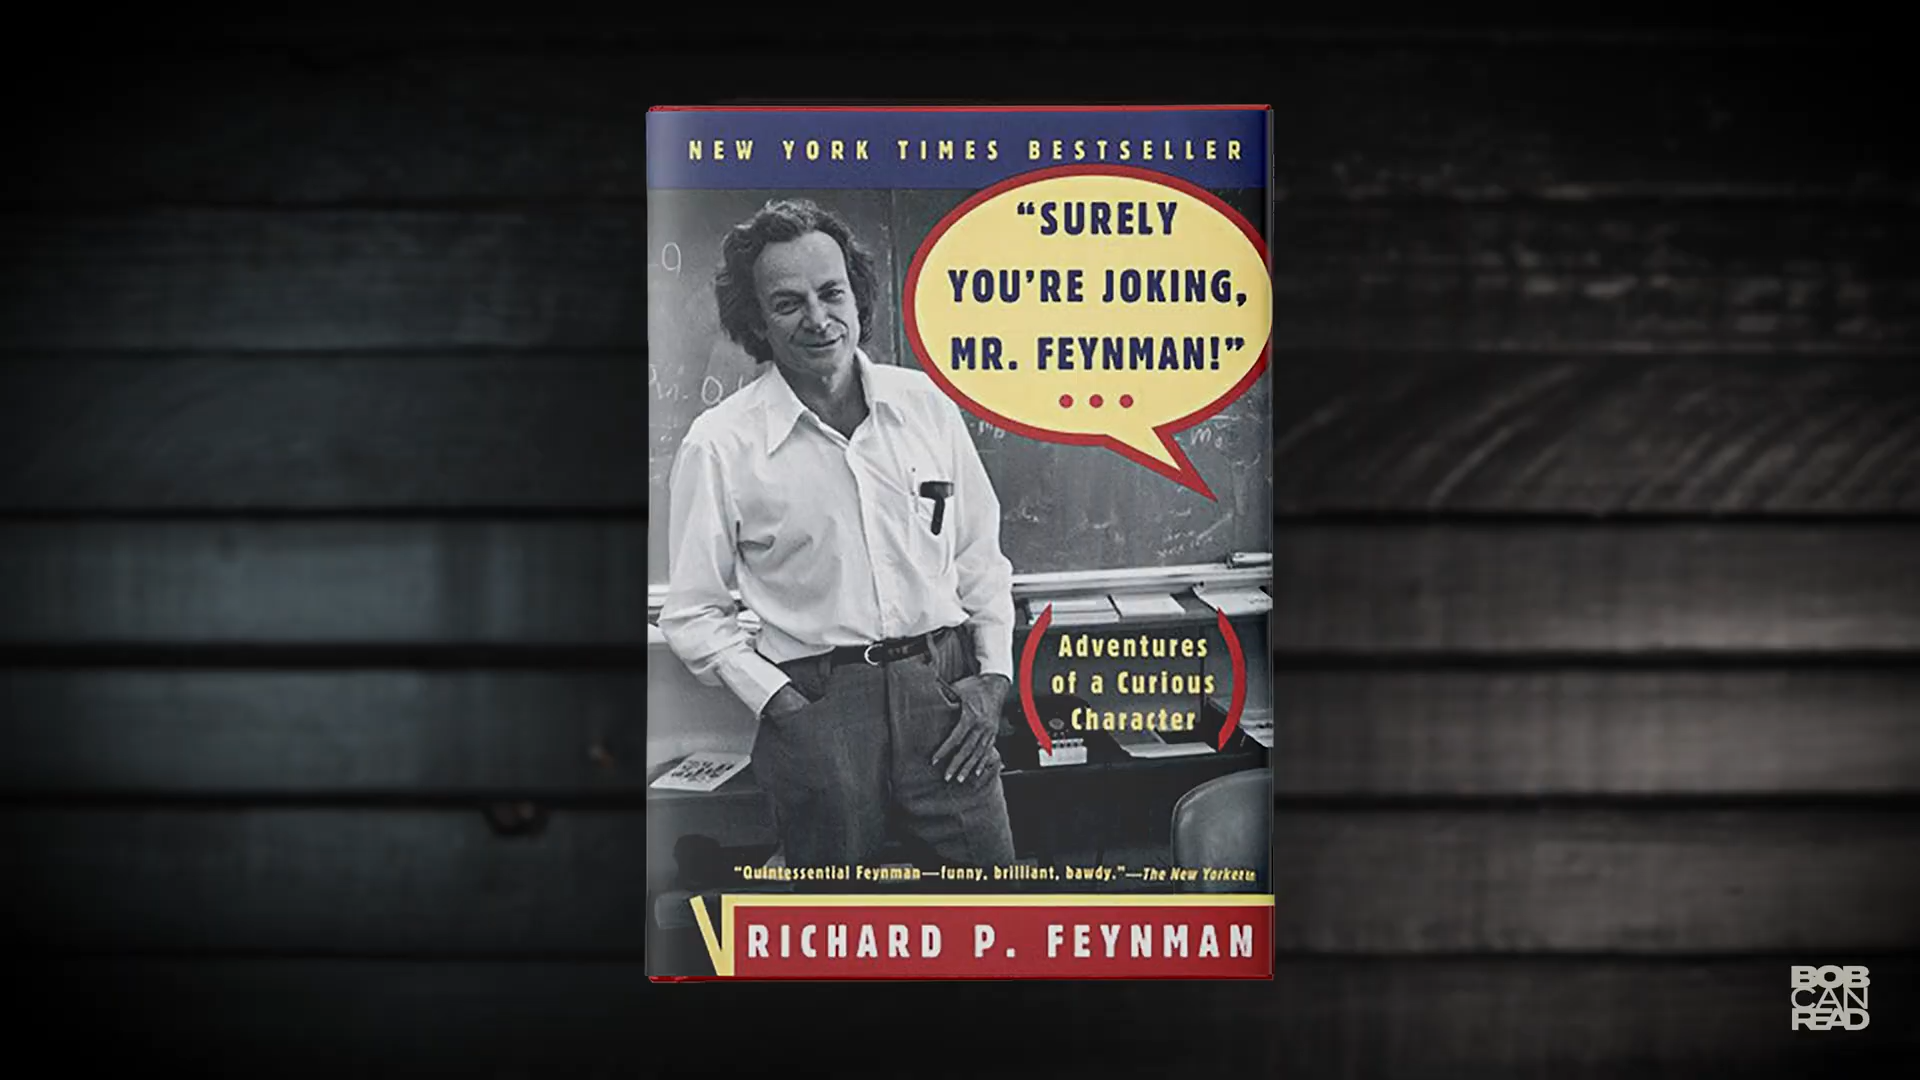 NEW YORK TIMES BESTSELLER
“SURELY
YOU’RE JOKING,
MR. FEYNMAN!”
Adventures
of a Curious
Character
“Quintessential Feynman—funny, brilliant, bawdy.”—The New Yorker
RICHARD P. FEYNMAN
BOB
CAN
READ